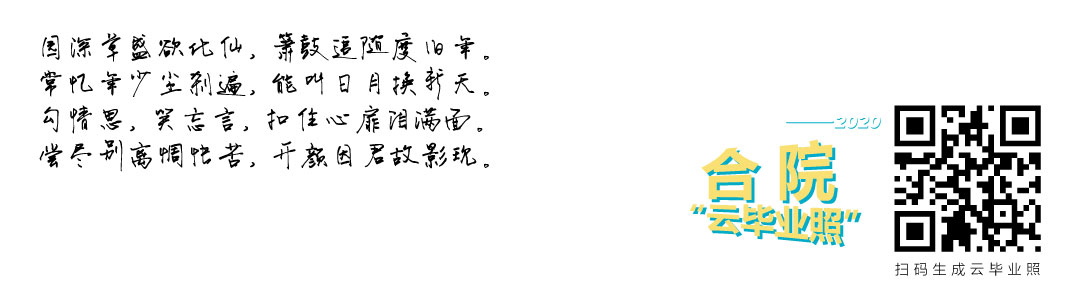 园深草盛欲比仙，箫鼓追随度旧年。
常忆年少尘刹遍，能叫日月换新天。
勾情思，笑忘言，扣住心扉泪满面。
尝尽别离惆怅苦，开颜因君故影现。
——2020
合院
"云毕业照"
扫码生成云毕业照